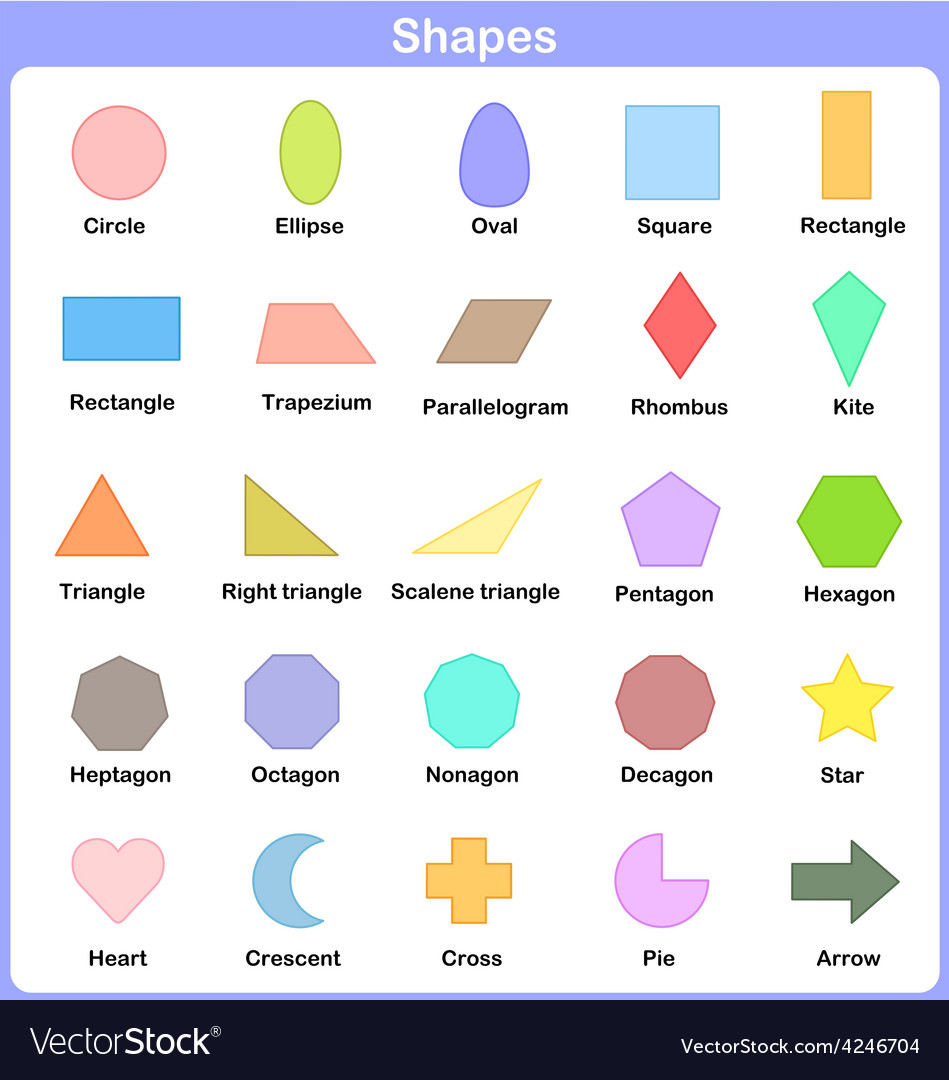 Shapes
Circle Ellipse Oval Square Rectangle
Rectangle Trapezium Parallelogram Rhombus Kite
Triangle Right triangle Scalene triangle Pentagon Hexagon
Heptagon Octagon Nonagon Decagon Star
Heart Crescent Cross Pie Arrow
VectorStock® VectorStock.com/4246704